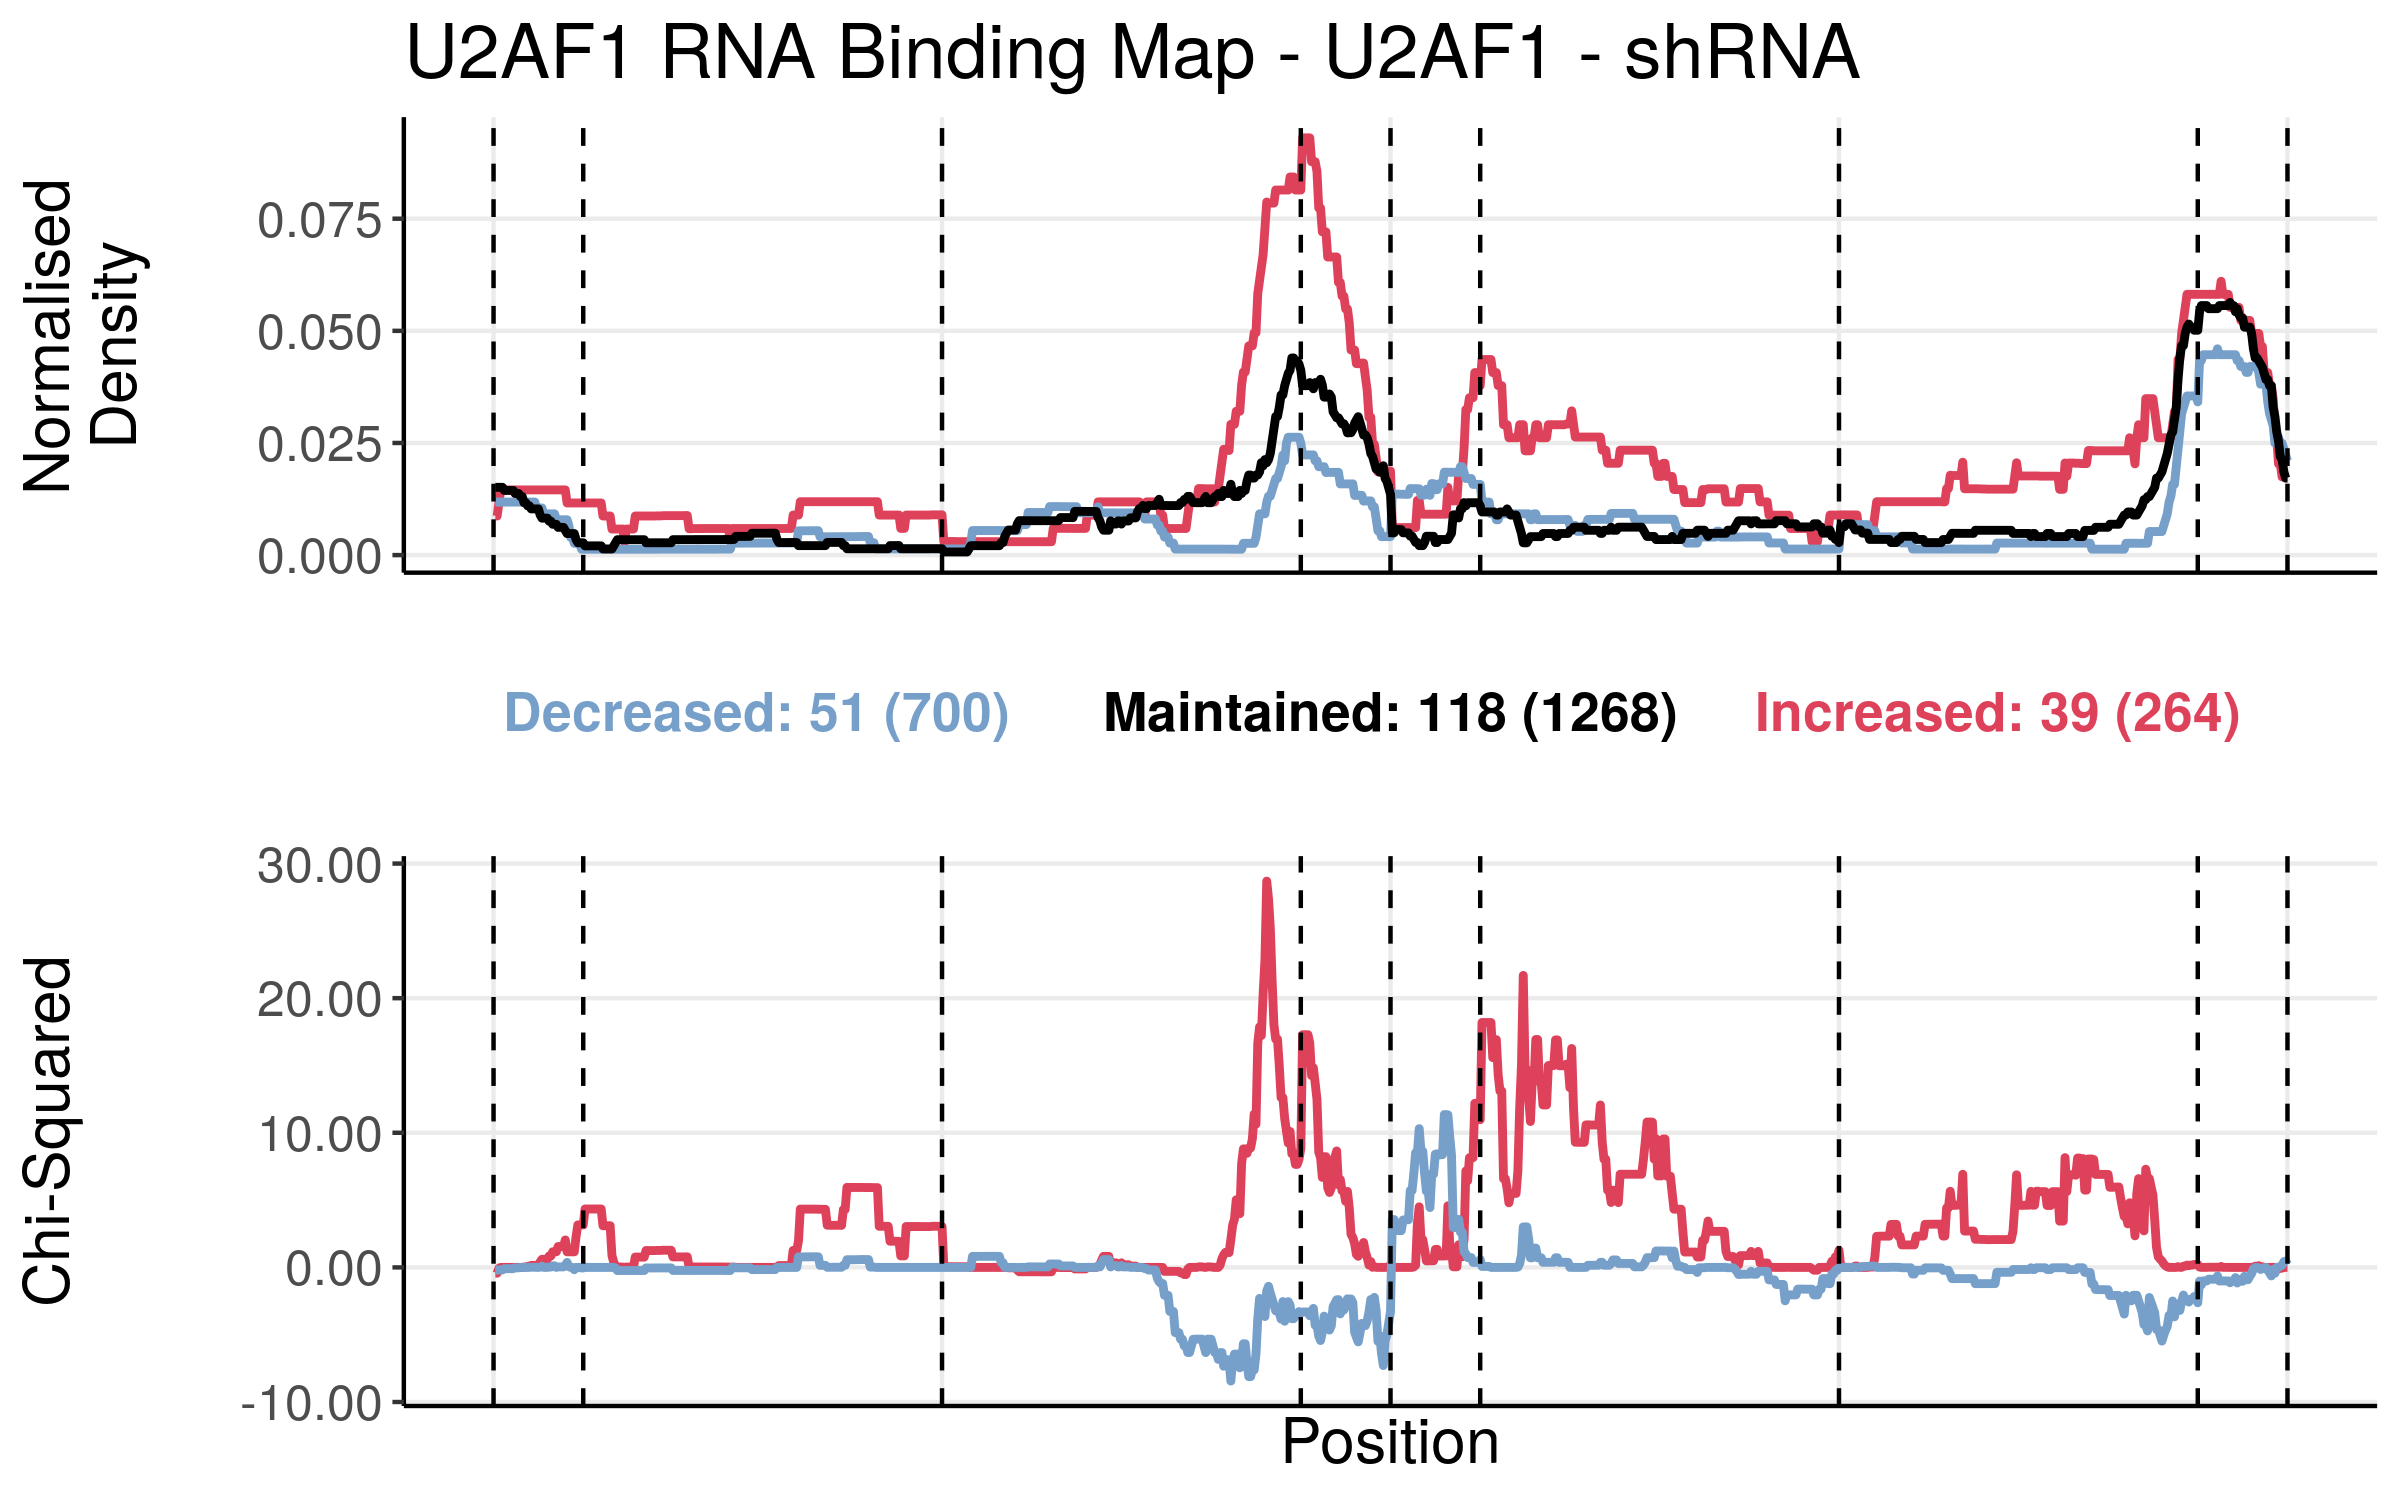 U2AF1 RNA Binding Map - U2AF1 - shRNA
Normalised
Density
0.075
0.050
0.025
0.000
Decreased: 51 (700)
Maintained: 118 (1268)
Increased: 39 (264)
Chi-Squared
30.00
20.00
10.00
0.00
-10.00
Position